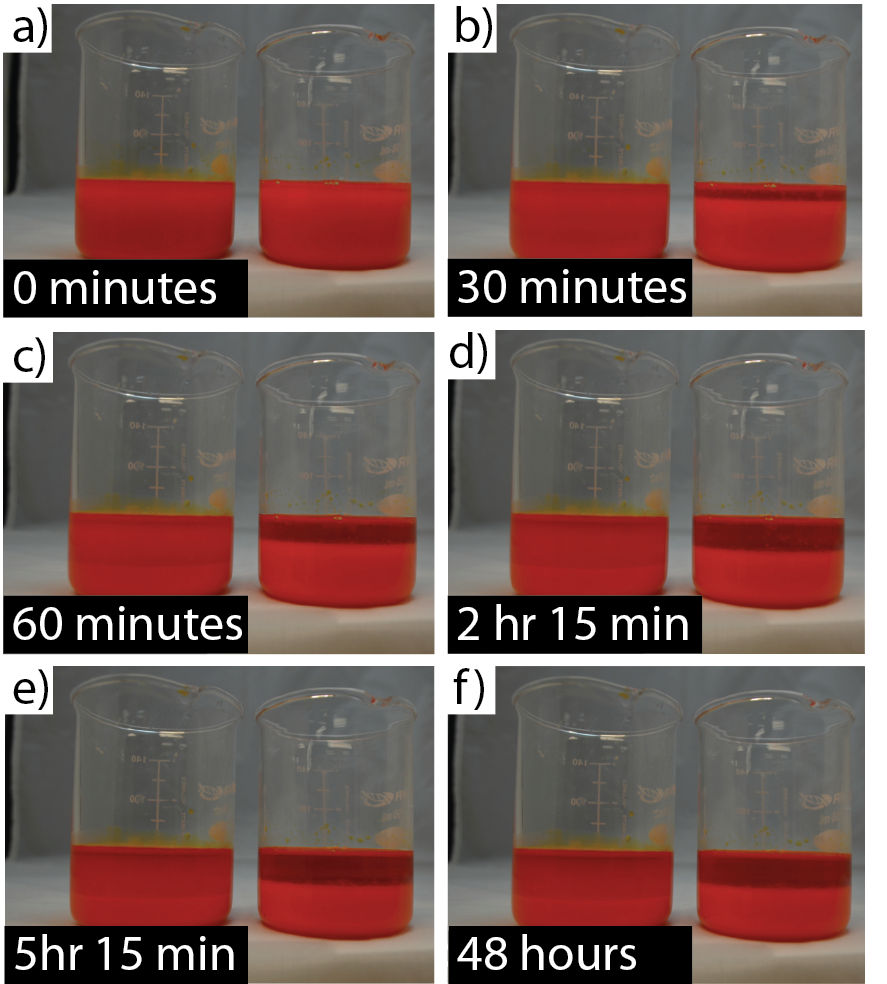 a)
0 minutes
b)
30 minutes
c)
60 minutes
d)
2 hr 15 min
e)
5hr 15 min
f)
48 hours